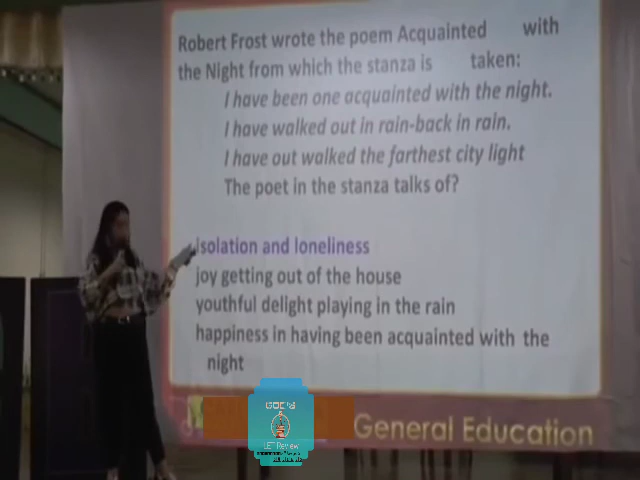 Robert Frost wrote the poem Acquainted with
the Night from which the stanza is taken:
I have been one acquainted with the night.
I have walked out in rain-back in rain.
I have out walked the farthest city light
The poet in the stanza talks of?
isolation and loneliness
joy getting out of the house
youthful delight playing in the rain
happiness in having been acquainted with the
night
LET Review
General Education